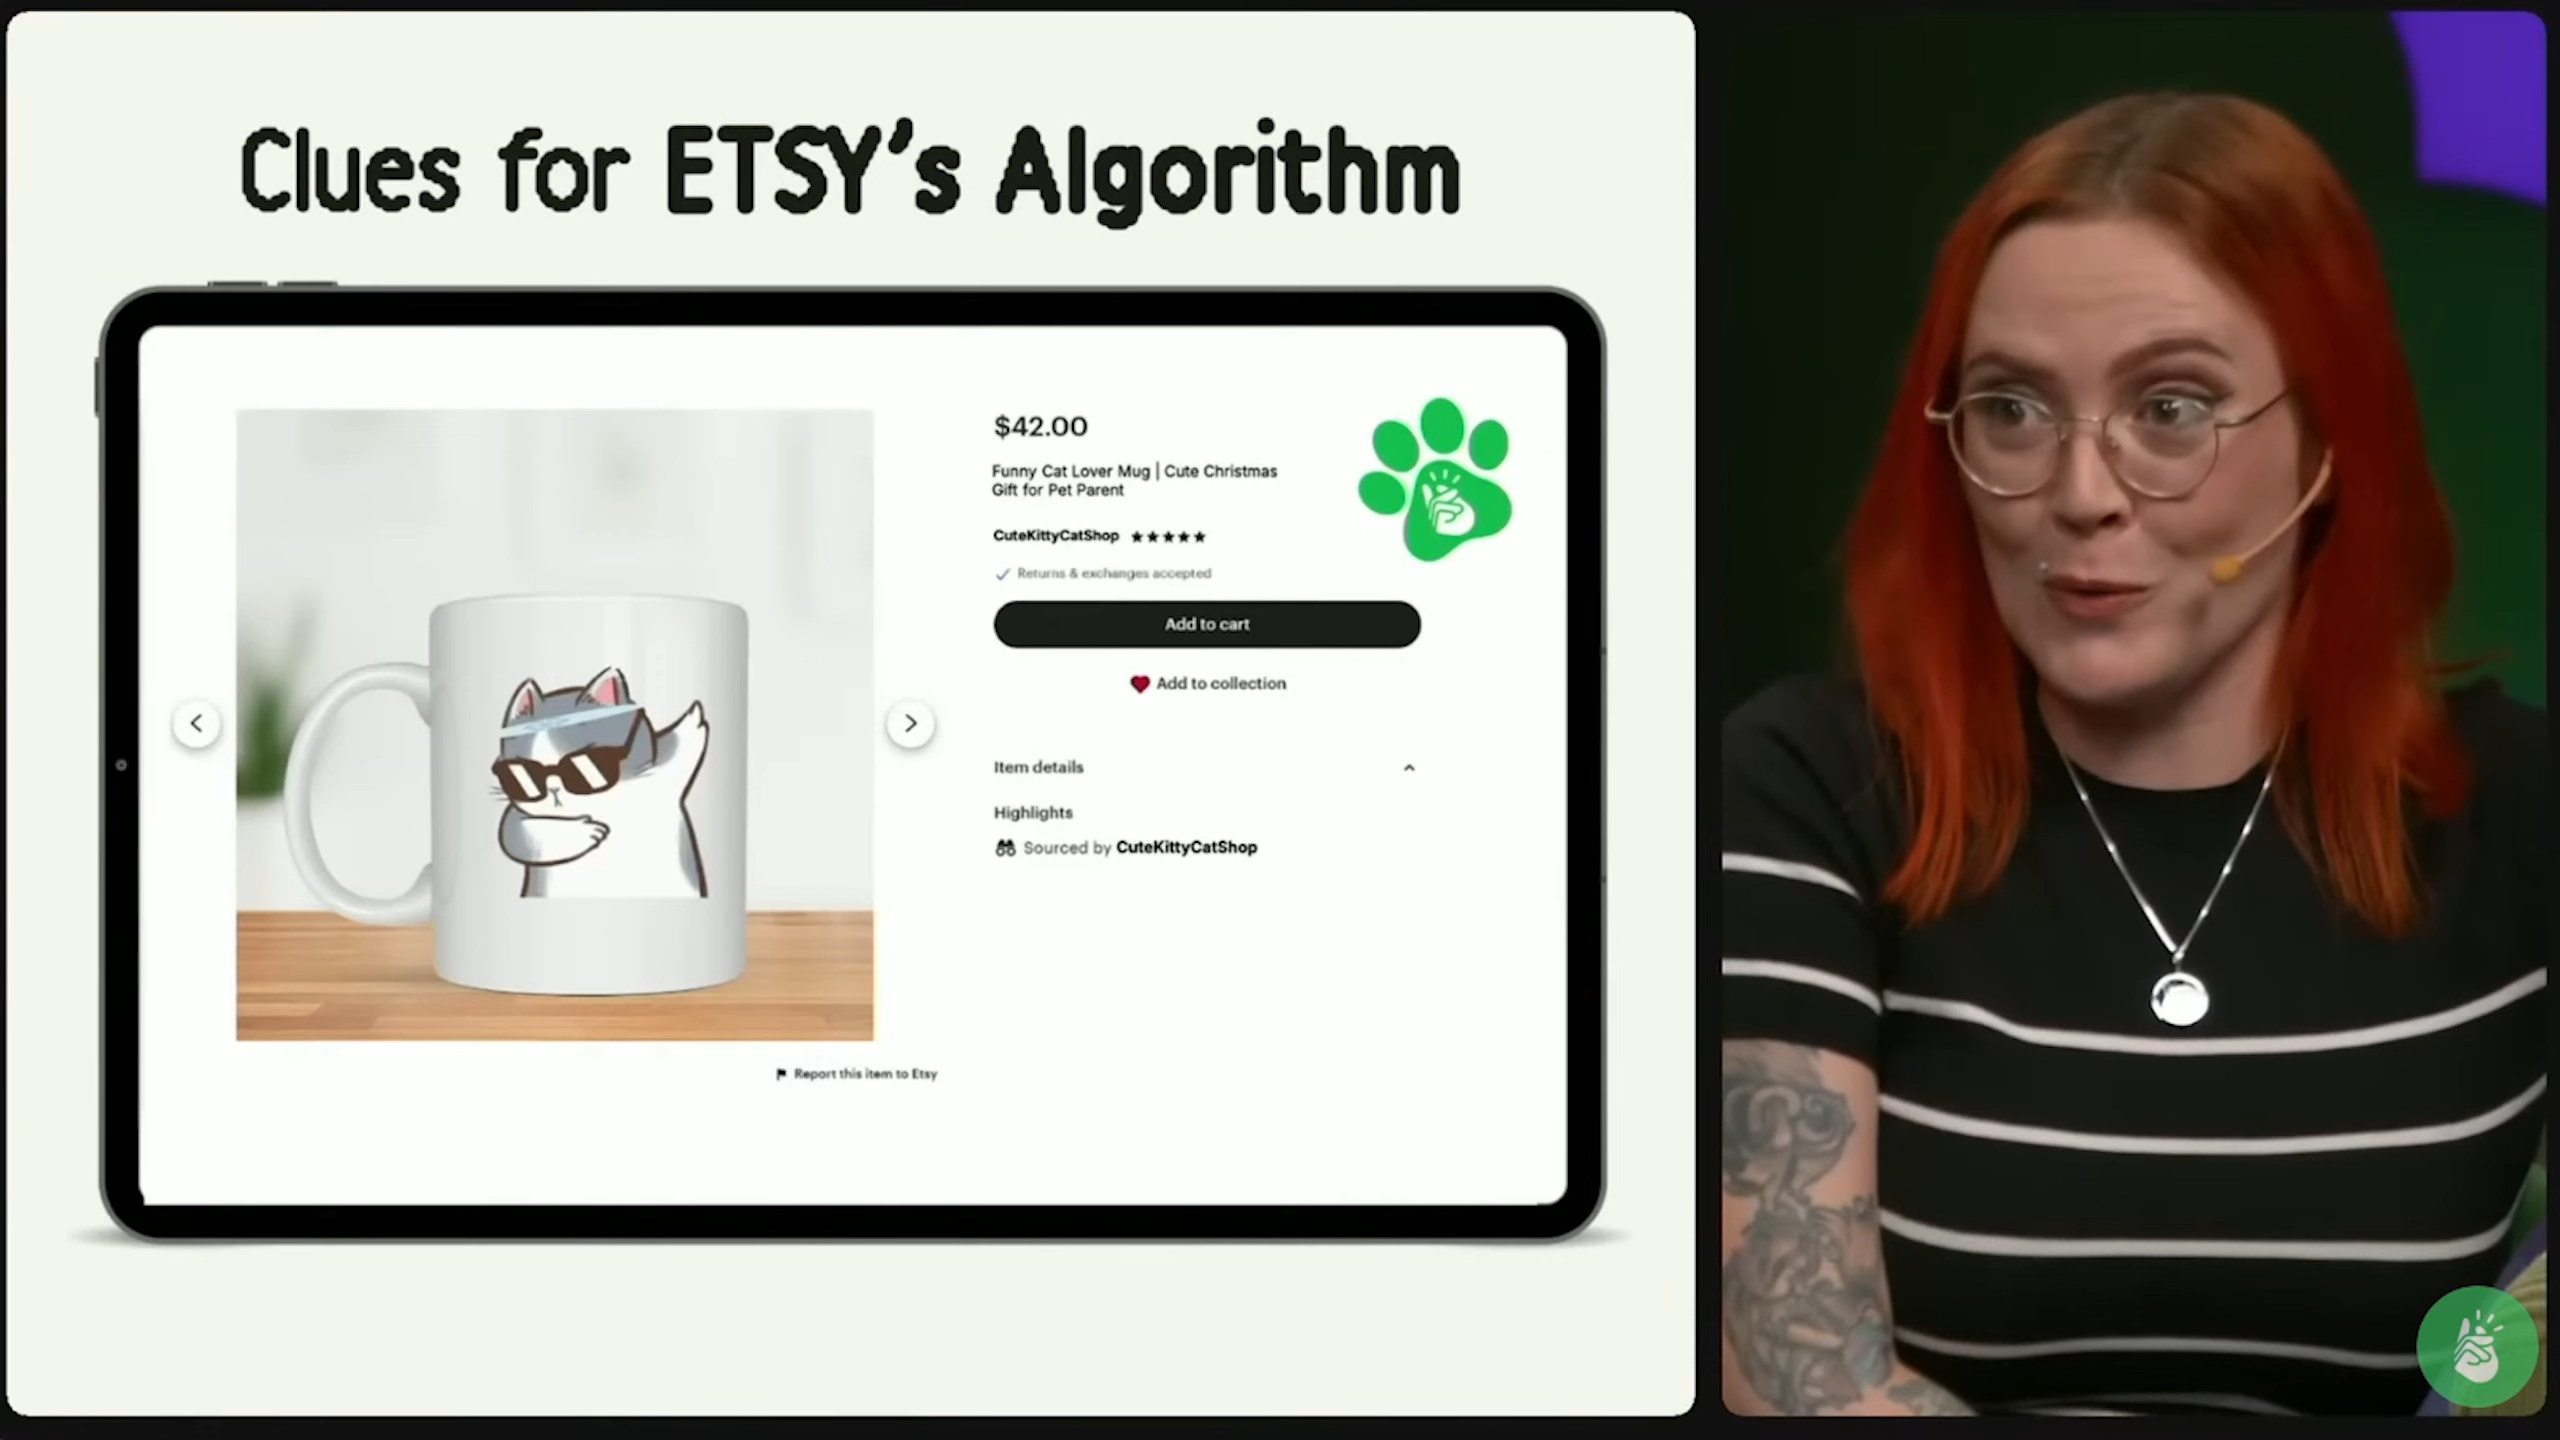 Clues for ETSY's Algorithm
$42.00
Funny Cat Lover Mug | Cute Christmas
Gift for Pet Parent
CuteKittyCatShop ★★★★★
✓ Returns & exchanges accepted
Add to cart
Add to collection
Item details
Highlights
Sourced by CuteKittyCatShop
Report this item to Etsy